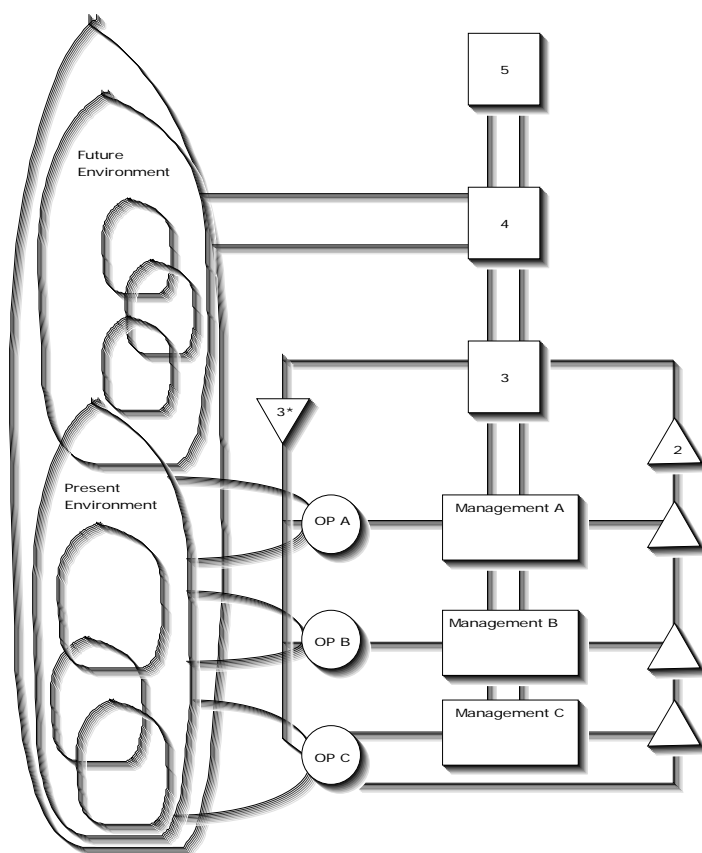 5
Future
Environment
4
3
3*
2
Present
Environment
OP A
Management A
OP B
Management B
OP C
Management C